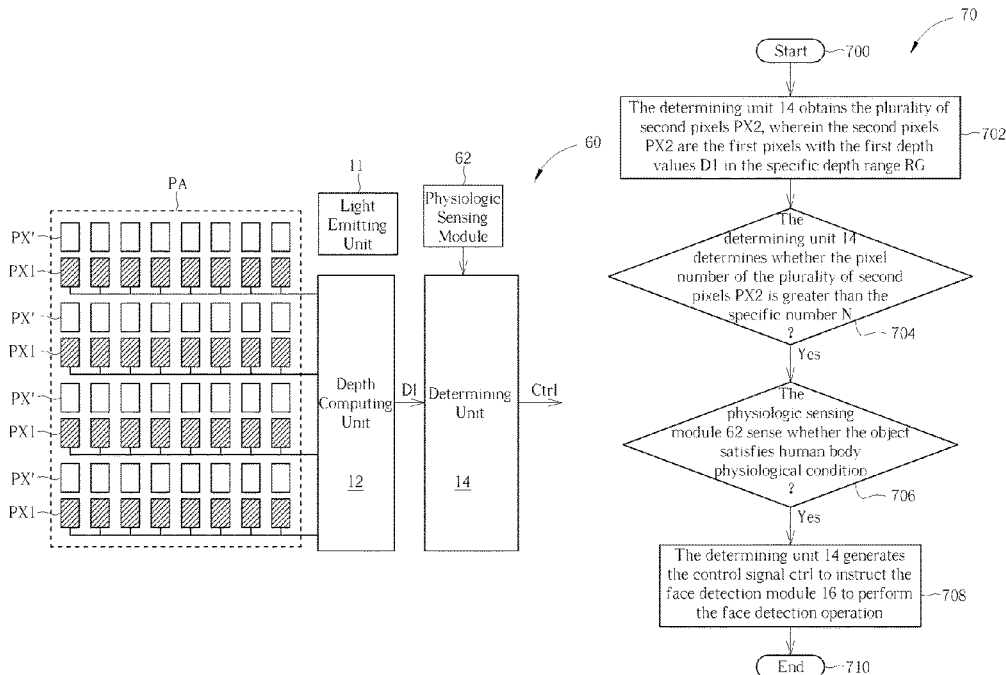 PA
PX'
PX1
PX'
PX1
PX'
PX1
PX'
PX1
11
Light
Emitting
Unit
62
Physiologic
Sensing
Module
60
Depth
Computing
Unit
12
D1
Determining
Unit
14
Ctrl
70
Start
700
The determining unit 14 obtains the plurality of
second pixels PX2, wherein the second pixels
PX2 are the first pixels with the first depth
values D1 in the specific depth range RG
702
The
determining unit 14
determines whether the pixel
number of the plurality of second
pixels PX2 is greater than the
specific number N
?
704
Yes
The
physiologic sensing
module 62 sense whether the object
satisfies human body
physiological condition
?
706
Yes
The determining unit 14 generates
the control signal ctrl to instruct the
face detection module 16 to perform
the face detection operation
708
End
710